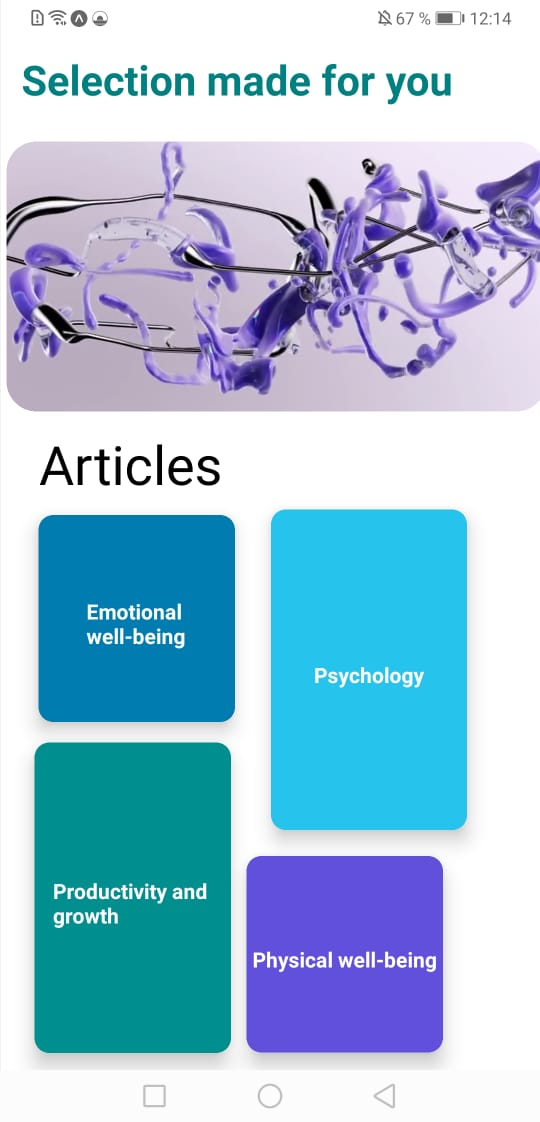 67 % 12:14
Selection made for you
Articles
Emotional
well-being
Psychology
Productivity and
growth
Physical well-being